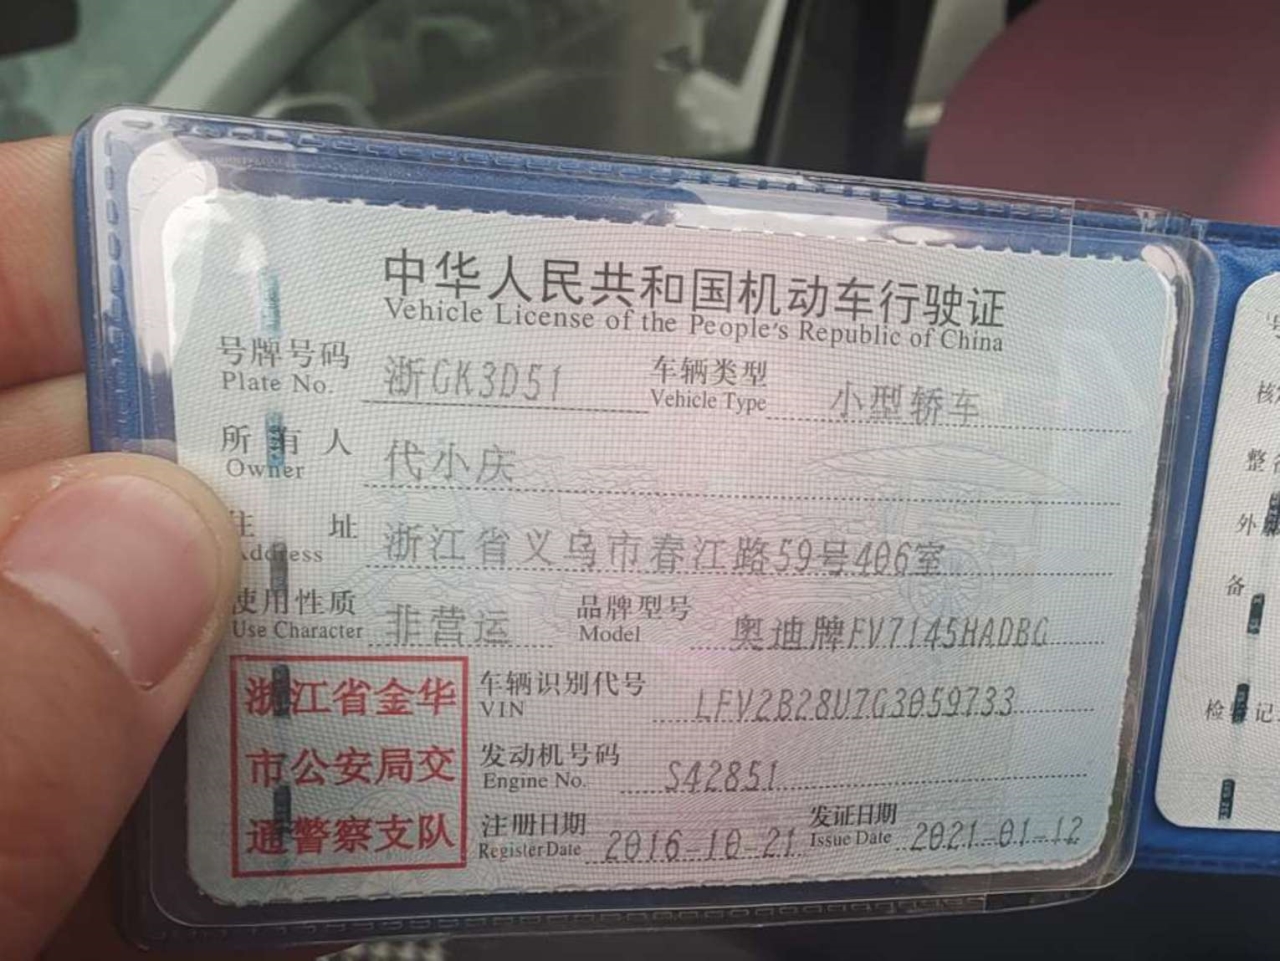 中华人民共和国机动车行驶证
Vehicle License of the People's Republic of China
号牌号码 浙GK3D51 车辆类型 小型轿车
Plate No. Vehicle Type
所有人 代小庆
Owner
住址 浙江省义乌市春江路59号406室
Address
使用性质 非营运 品牌型号 奥迪牌FV7145HADBG
Use Character Model
浙江省金华
市公安局交
通警察支队
车辆识别代号 LFV2B28U7G3059733
VIN
发动机号码 S42851
Engine No.
注册日期 2016-10-21 发证日期 2021-01-12
Register Date Issue Date
核
整
外
备
检 记